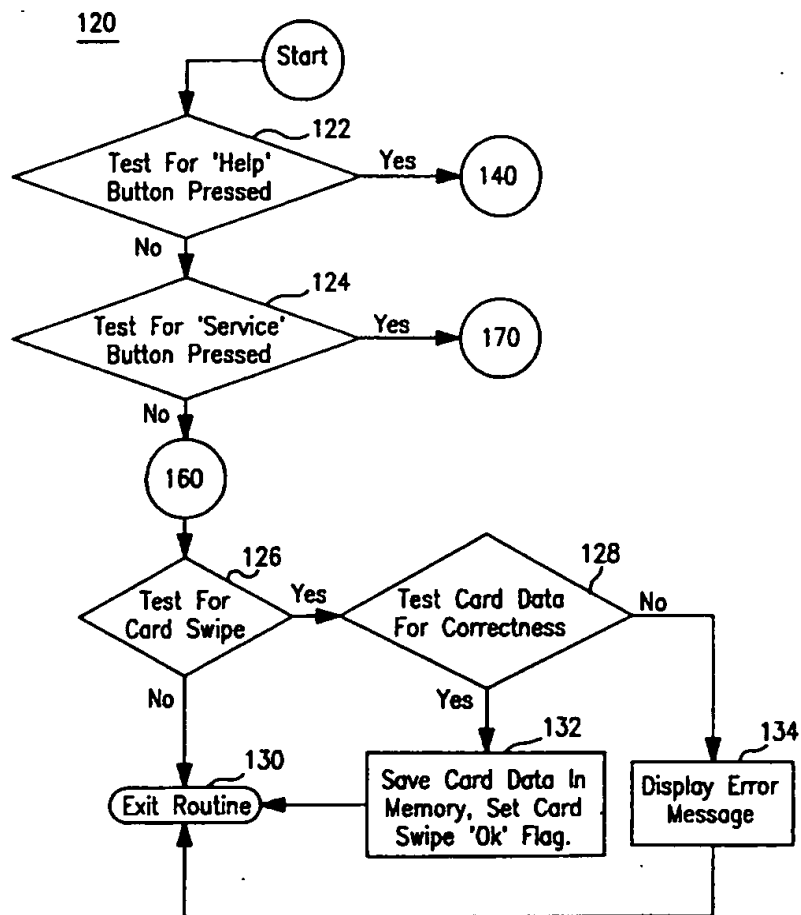 120
Start
122
Test For 'Help'
Button Pressed
Yes
140
No
124
Test For 'Service'
Button Pressed
Yes
170
No
160
126
Test For
Card Swipe
Yes
128
Test Card Data
For Correctness
No
No
Yes
130
Exit Routine
132
Save Card Data In
Memory, Set Card
Swipe 'Ok' Flag.
134
Display Error
Message